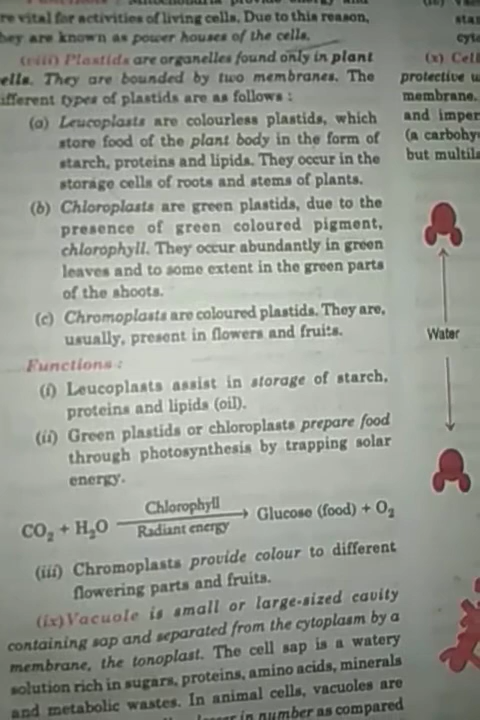 re vital for activities of living cells. Due to this reason,
hey are known as power houses of the cells.
(viii) Plastids are organelles found only in plant
ells. They are bounded by two membranes. The
ifferent types of plastids are as follows :
(a) Leucoplasts are colourless plastids, which
store food of the plant body in the form of
starch, proteins and lipids. They occur in the
storage cells of roots and stems of plants.
(b) Chloroplasts are green plastids, due to the
presence of green coloured pigment,
chlorophyll. They occur abundantly in green
leaves and to some extent in the green parts
of the shoots.
(c) Chromoplasts are coloured plastids. They are,
usually, present in flowers and fruits.
Functions :
(i) Leucoplasts assist in storage of starch,
proteins and lipids (oil).
(ii) Green plastids or chloroplasts prepare food
through photosynthesis by trapping solar
energy.
CO₂ + H₂O Chlorophyll Radiant energy Glucose (food) + O₂
(iii) Chromoplasts provide colour to different
flowering parts and fruits.
(ix) Vacuole is small or large-sized cavity
containing sap and separated from the cytoplasm by a
membrane, the tonoplast. The cell sap is a watery
solution rich in sugars, proteins, amino acids, minerals
and metabolic wastes. In animal cells, vacuoles are
in number as compared
star
cyto
(x) Cell
protective w
membrane.
and imper
(a carbohy
but multila
Water